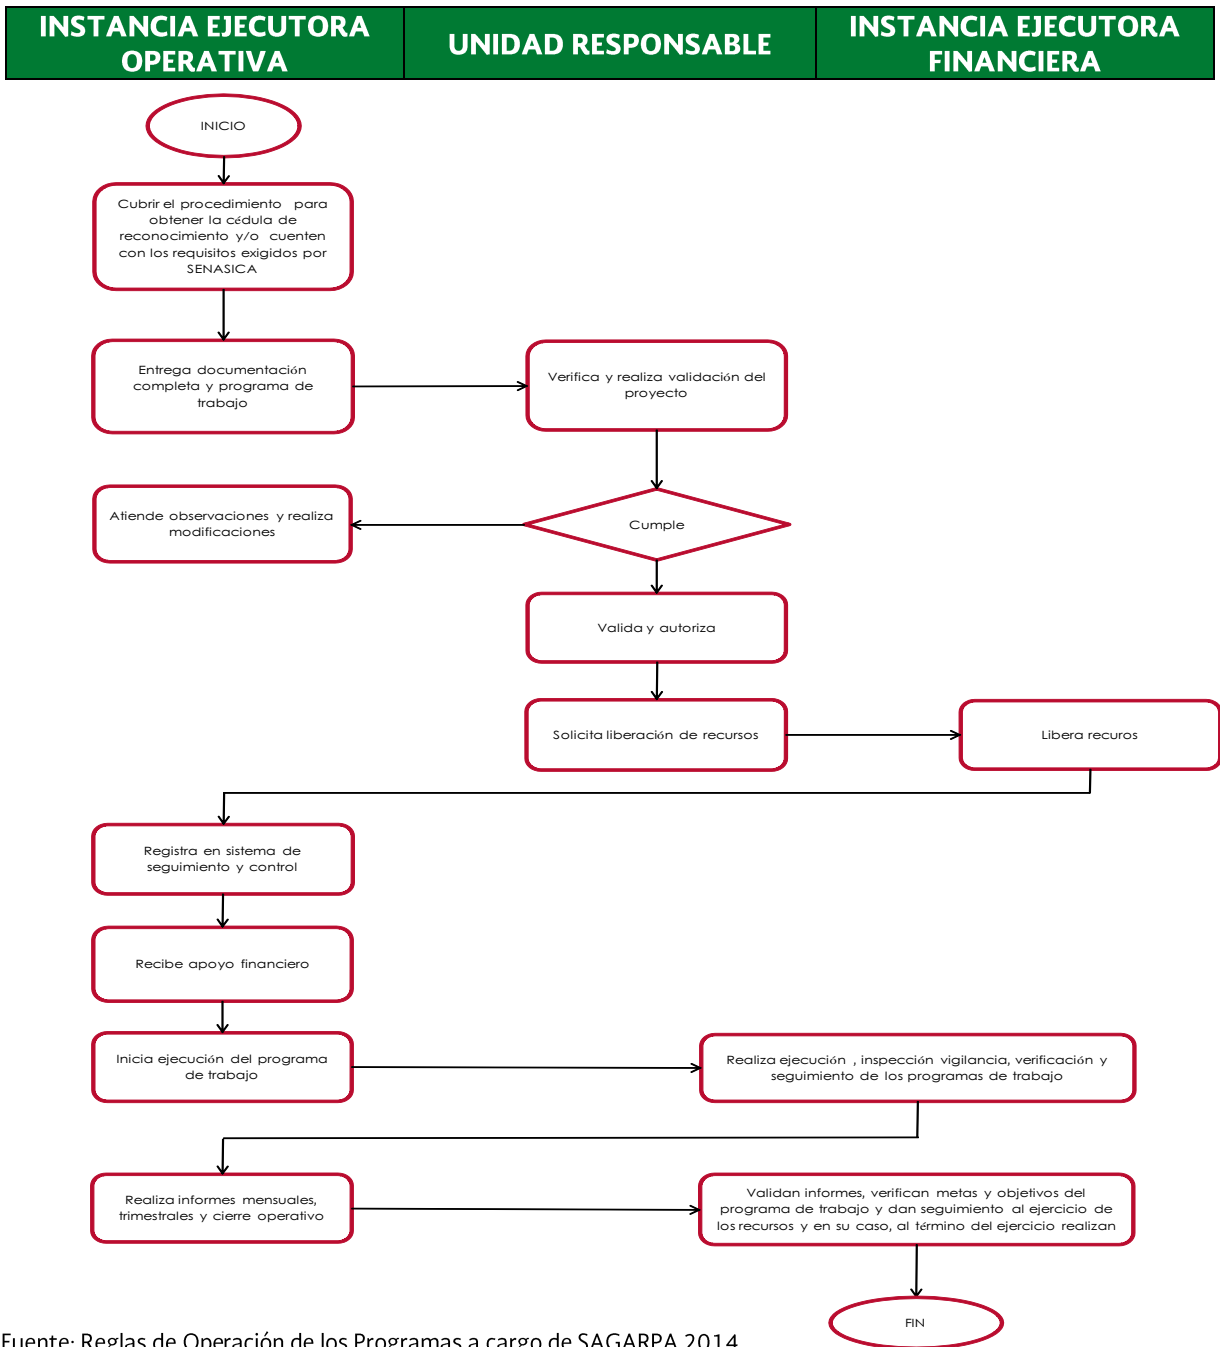 INSTANCIA EJECUTORA
OPERATIVA
UNIDAD RESPONSABLE
INSTANCIA EJECUTORA
FINANCIERA
INICIO
Cubrir el procedimiento para
obtener la cédula de
reconocimiento y/o cuenten
con los requisitos exigidos por
SENASICA
Entrega documentación
completa y programa de
trabajo
Verifica y realiza validación del
proyecto
Atiende observaciones y realiza
modificaciones
Cumple
Valida y autoriza
Solicita liberación de recursos
Libera recuros
Registra en sistema de
seguimiento y control
Recibe apoyo financiero
Inicia ejecución del programa
de trabajo
Realiza ejecución , inspección vigilancia, verificación y
seguimiento de los programas de trabajo
Realiza informes mensuales,
trimestrales y cierre operativo
Validan informes, verifican metas y objetivos del
programa de trabajo y dan seguimiento al ejercicio de
los recursos y en su caso, al término del ejercicio realizan
FIN
Fuente: Reglas de Operación de los Programas a cargo de SAGARPA 2014